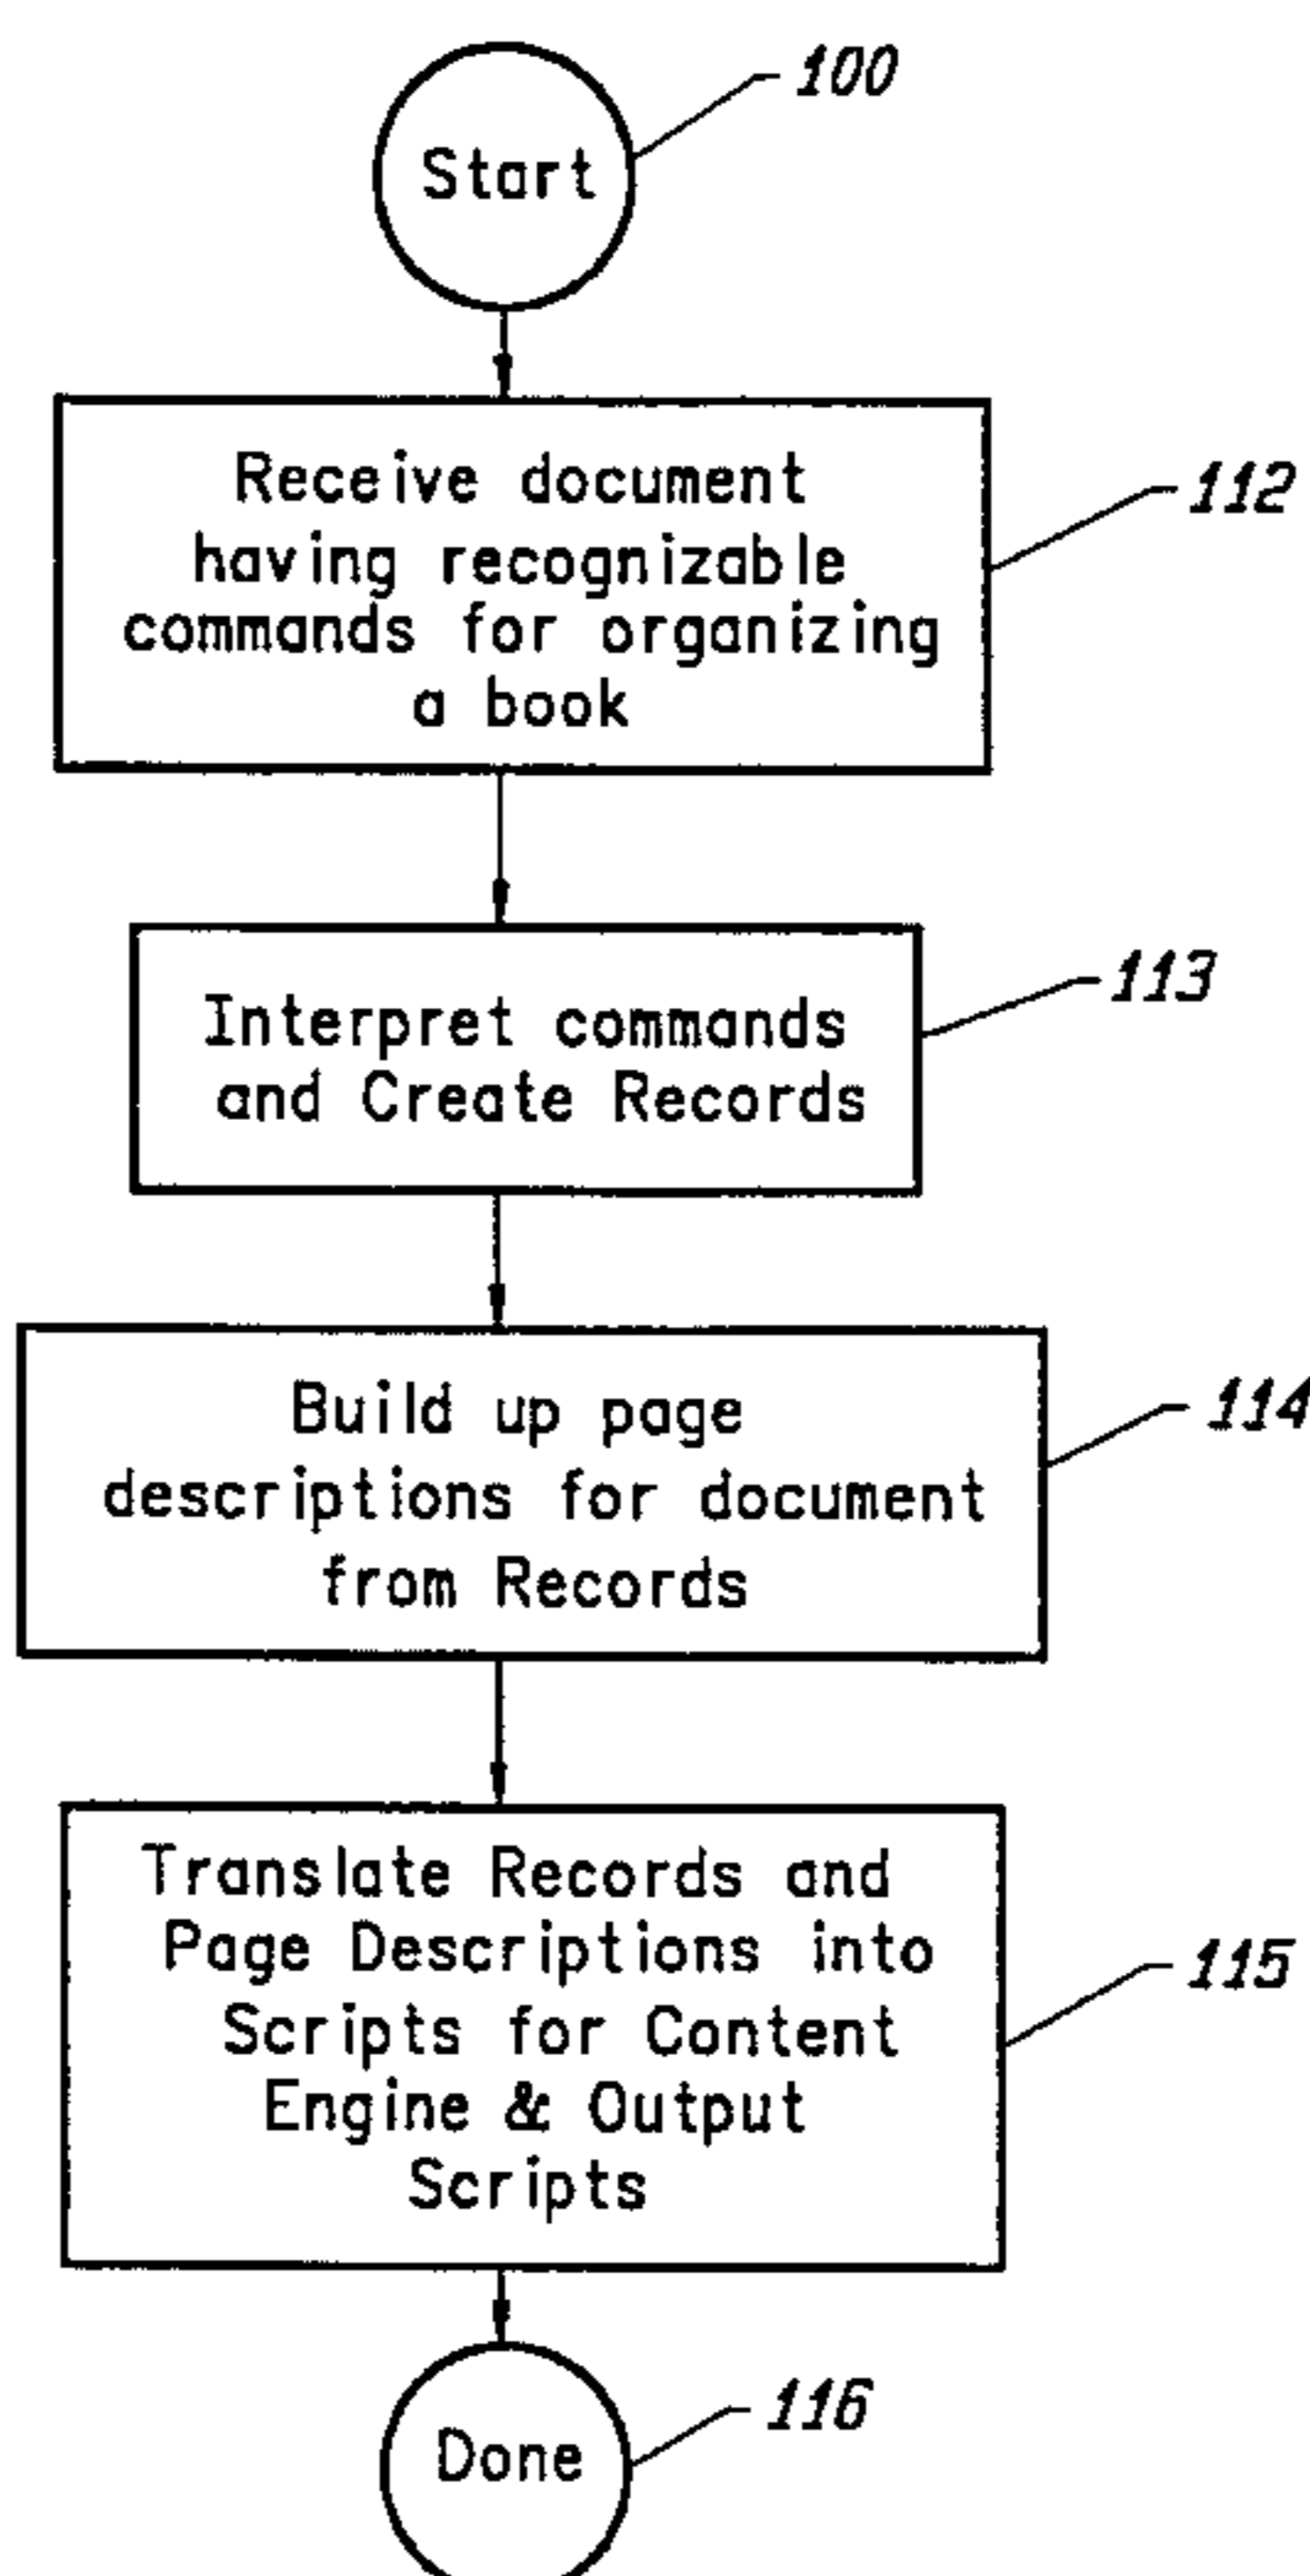 100
Start
Receive document
having recognizable
commands for organizing
a book
112
Interpret commands
and Create Records
113
Build up page
descriptions for document
from Records
114
Translate Records and
Page Descriptions into
Scripts for Content
Engine & Output
Scripts
115
Done
116